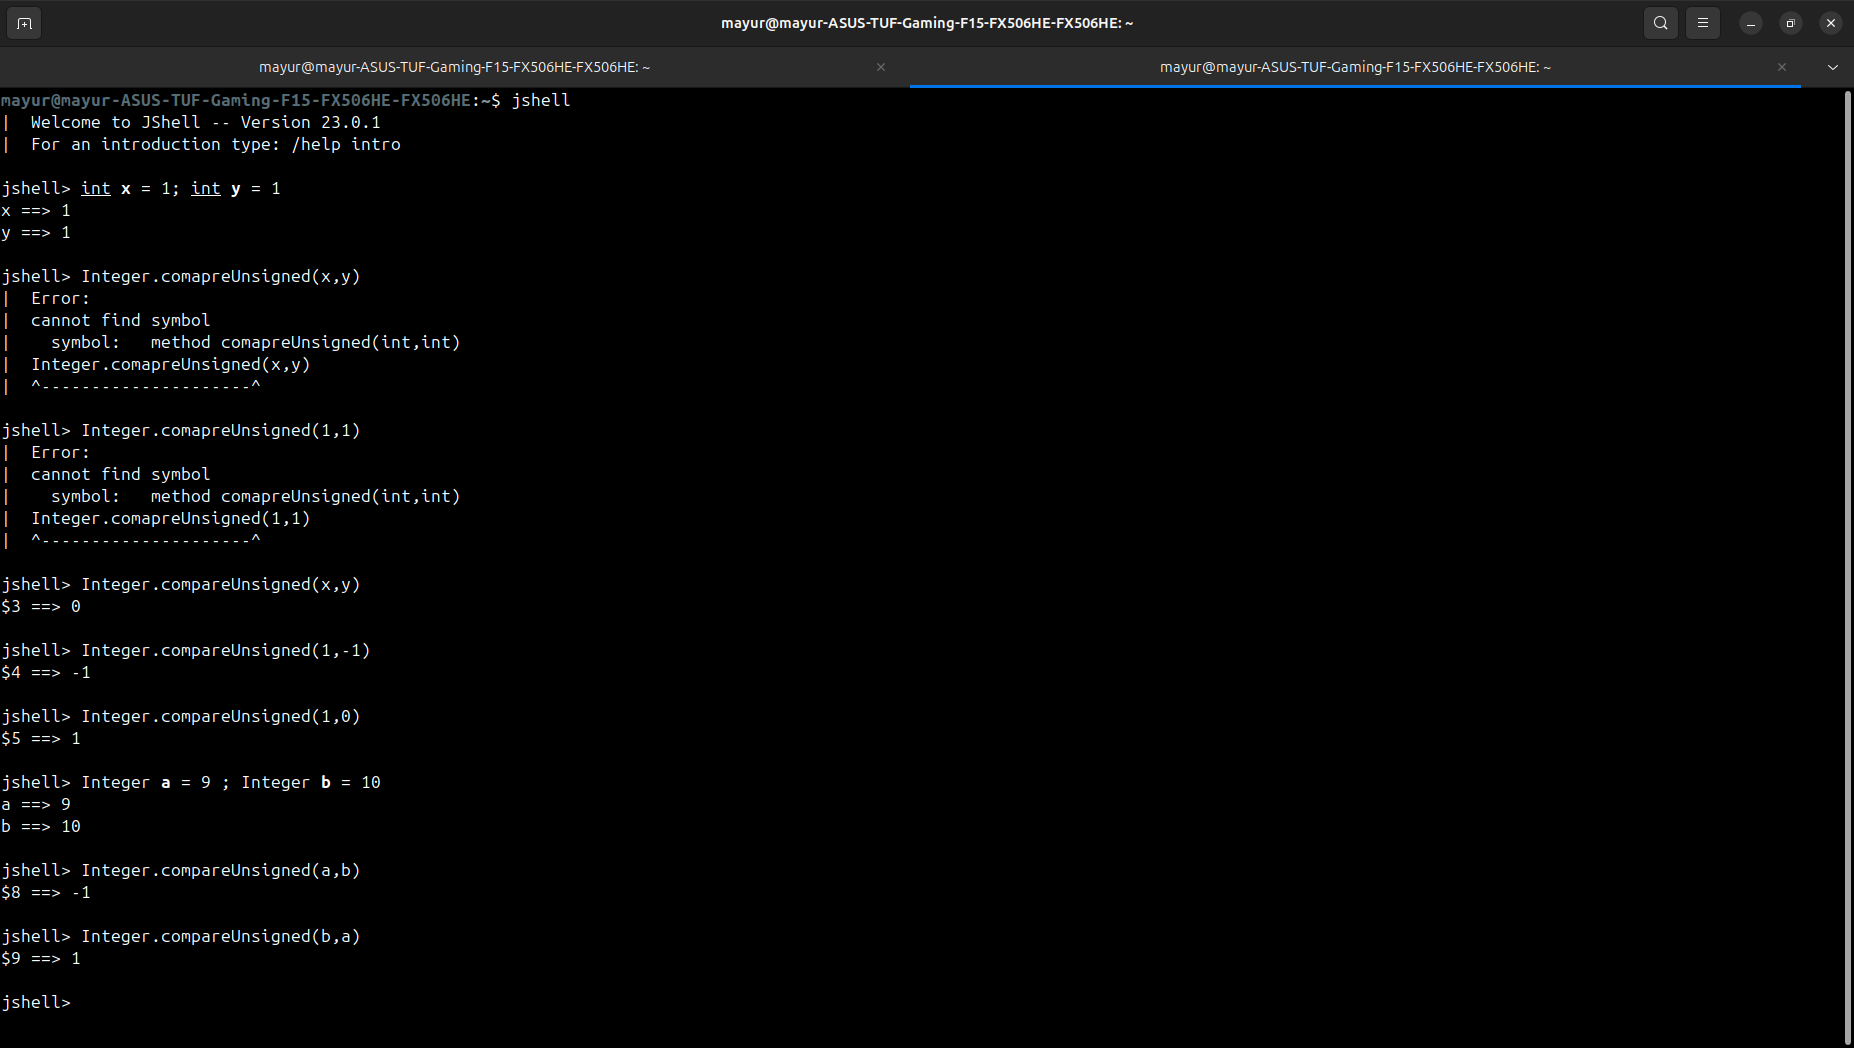 mayur@mayur-ASUS-TUF-Gaming-F15-FX506HE-FX506HE: ~
mayur@mayur-ASUS-TUF-Gaming-F15-FX506HE-FX506HE: ~
mayur@mayur-ASUS-TUF-Gaming-F15-FX506HE-FX506HE: ~
mayur@mayur-ASUS-TUF-Gaming-F15-FX506HE-FX506HE:~$ jshell
|  Welcome to JShell -- Version 23.0.1
|  For an introduction type: /help intro
jshell> int x = 1; int y = 1
x ==> 1
y ==> 1
jshell> Integer.comapreUnsigned(x,y)
|  Error:
|  cannot find symbol
|    symbol:   method comapreUnsigned(int,int)
|  Integer.comapreUnsigned(x,y)
|  ^---------------------^
jshell> Integer.comapreUnsigned(1,1)
|  Error:
|  cannot find symbol
|    symbol:   method comapreUnsigned(int,int)
|  Integer.comapreUnsigned(1,1)
|  ^---------------------^
jshell> Integer.compareUnsigned(x,y)
$3 ==> 0
jshell> Integer.compareUnsigned(1,-1)
$4 ==> -1
jshell> Integer.compareUnsigned(1,0)
$5 ==> 1
jshell> Integer a = 9 ; Integer b = 10
a ==> 9
b ==> 10
jshell> Integer.compareUnsigned(a,b)
$8 ==> -1
jshell> Integer.compareUnsigned(b,a)
$9 ==> 1
jshell>